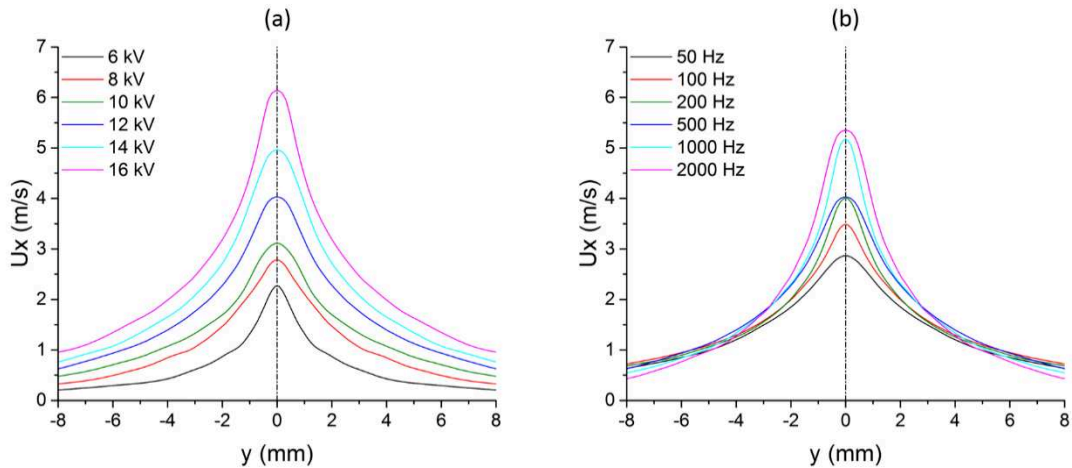 (a)
7
6
5
4
3
2
1
0
Ux (m/s)
6 kV
8 kV
10 kV
12 kV
14 kV
16 kV
-8 -6 -4 -2 0 2 4 6 8
y (mm)
(b)
7
6
5
4
3
2
1
0
Ux (m/s)
50 Hz
100 Hz
200 Hz
500 Hz
1000 Hz
2000 Hz
-8 -6 -4 -2 0 2 4 6 8
y (mm)